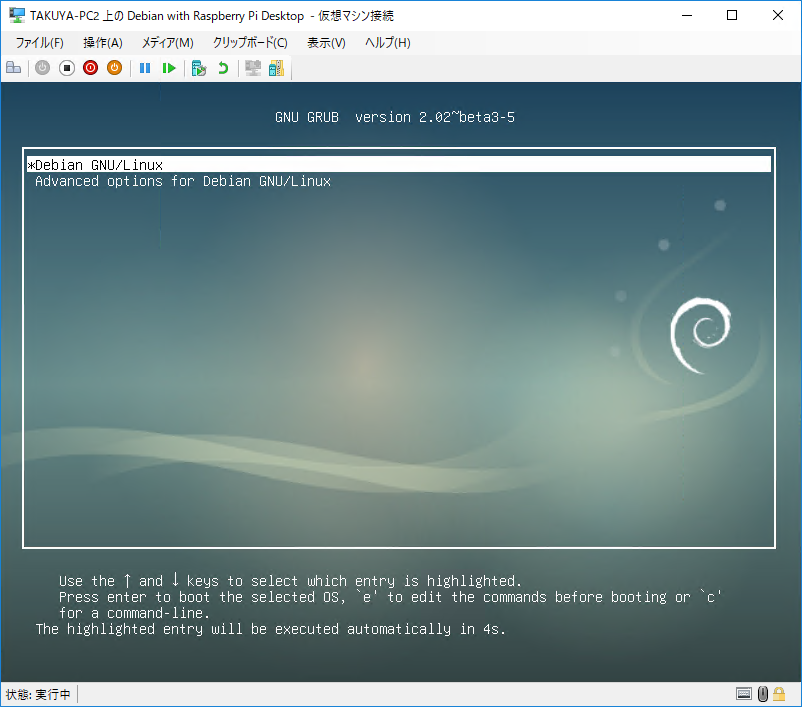 TAKUYA-PC2 上の Debian with Raspberry Pi Desktop - 仮想マシン接続
ファイル(F) 操作(A) メディア(M) クリップボード(C) 表示(V) ヘルプ(H)
GNU GRUB version 2.02~beta3-5
*Debian GNU/Linux
Advanced options for Debian GNU/Linux
Use the ↑ and ↓ keys to select which entry is highlighted.
Press enter to boot the selected OS, `e' to edit the commands before booting or `c'
for a command-line.
The highlighted entry will be executed automatically in 4s.
状態: 実行中